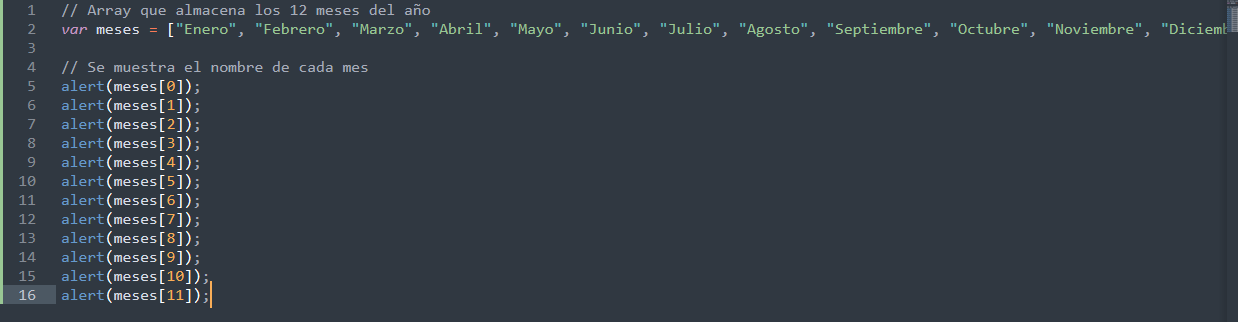 1 // Array que almacena los 12 meses del año
2 var meses = ["Enero", "Febrero", "Marzo", "Abril", "Mayo", "Junio", "Julio", "Agosto", "Septiembre", "Octubre", "Noviembre", "Diciemb
3
4 // Se muestra el nombre de cada mes
5 alert(meses[0]);
6 alert(meses[1]);
7 alert(meses[2]);
8 alert(meses[3]);
9 alert(meses[4]);
10 alert(meses[5]);
11 alert(meses[6]);
12 alert(meses[7]);
13 alert(meses[8]);
14 alert(meses[9]);
15 alert(meses[10]);
16 alert(meses[11]);